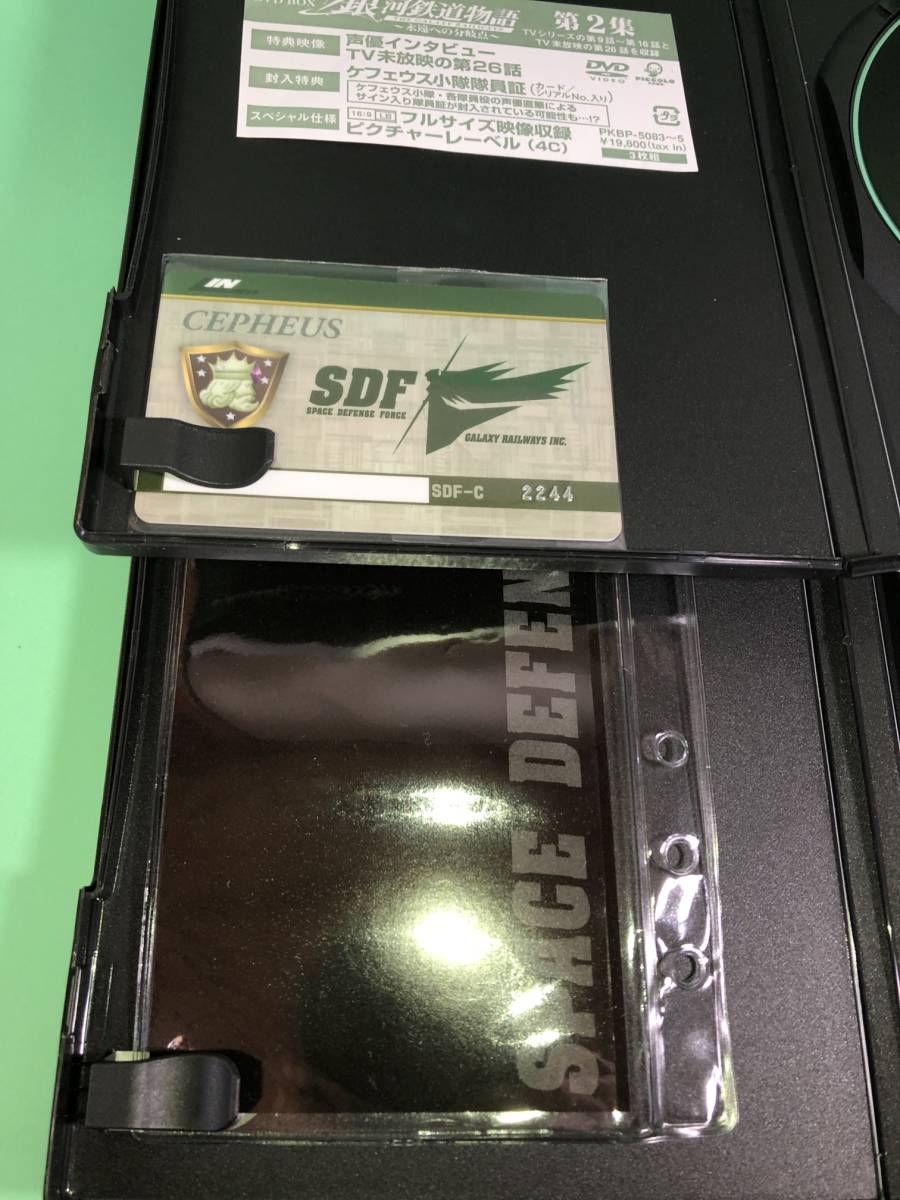 DVD BOX 銀河鉄道物語
THE GALAXY RAILWAYS
～永遠への分岐点～
第2集
TVシリーズの第9話～第16話と
TV未放映の第26話を収録
特典映像 声優インタビュー
TV未放映の第26話
封入特典 ケフェウス小隊隊員証 (カード/シリアルNo.入り)
ケフェウス小隊・各隊員役の声優直筆による
サイン入り隊員証が封入されている可能性も…!?
スペシャル仕様 16:9 LB フルサイズ映像収録
ピクチャーレーベル (4C)
DVD
VIDEO
PICCOLO
PKBP-5083～5
¥19,800(tax in)
3枚組
IN
CEPHEUS
SDF
SPACE DEFENSE FORCE
GALAXY RAILWAYS INC.
SDF-C 2244
SPACE DEFEN